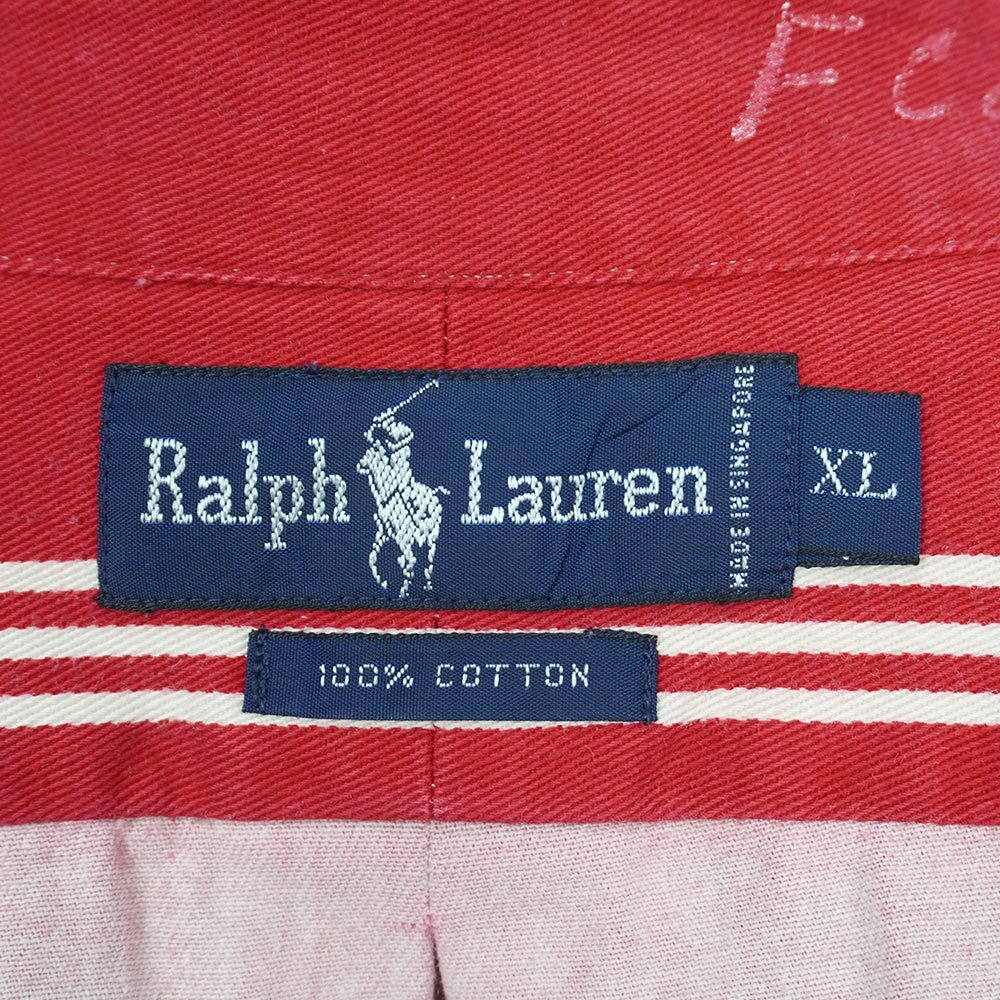 Ralph Lauren
MADE IN SINGAPORE
XL
100% COTTON